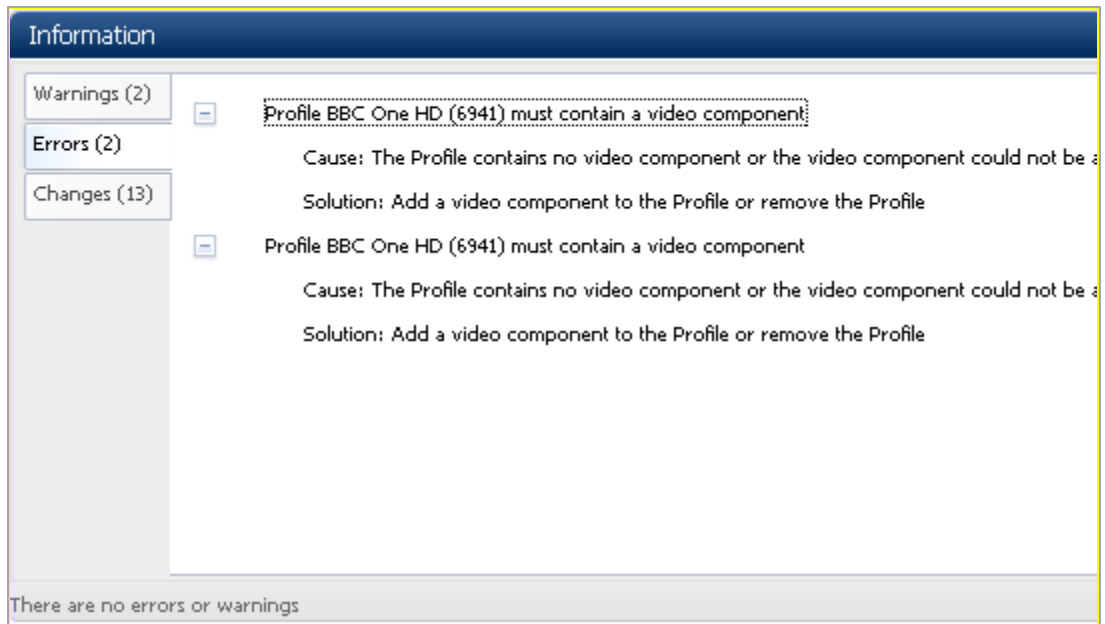 Information
Warnings (2)
Errors (2)
Changes (13)
Profile BBC One HD (6941) must contain a video component
Cause: The Profile contains no video component or the video component could not be
Solution: Add a video component to the Profile or remove the Profile
Profile BBC One HD (6941) must contain a video component
Cause: The Profile contains no video component or the video component could not be
Solution: Add a video component to the Profile or remove the Profile
There are no errors or warnings